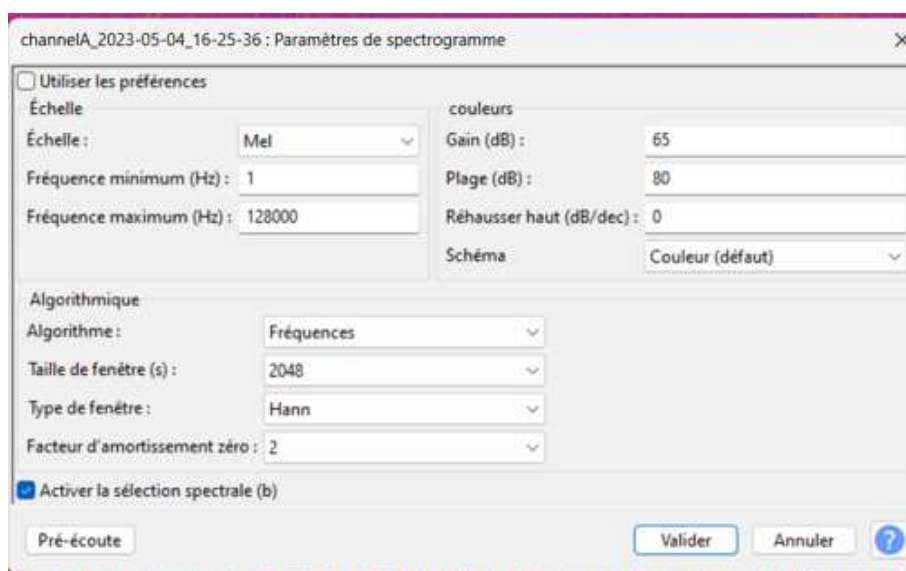 channelA_2023-05-04_16-25-36 : Paramètres de spectrogramme
Utiliser les préférences
Échelle
Échelle : Mel
Fréquence minimum (Hz) : 1
Fréquence maximum (Hz) : 128000
couleurs
Gain (dB) : 65
Plage (dB) : 80
Réhausser haut (dB/dec) : 0
Schéma Couleur (défaut)
Algorithmique
Algorithme : Fréquences
Taille de fenêtre (s) : 2048
Type de fenêtre : Hann
Facteur d'amortissement zéro : 2
Activer la sélection spectrale (b)
Pré-écoute Valider Annuler ?